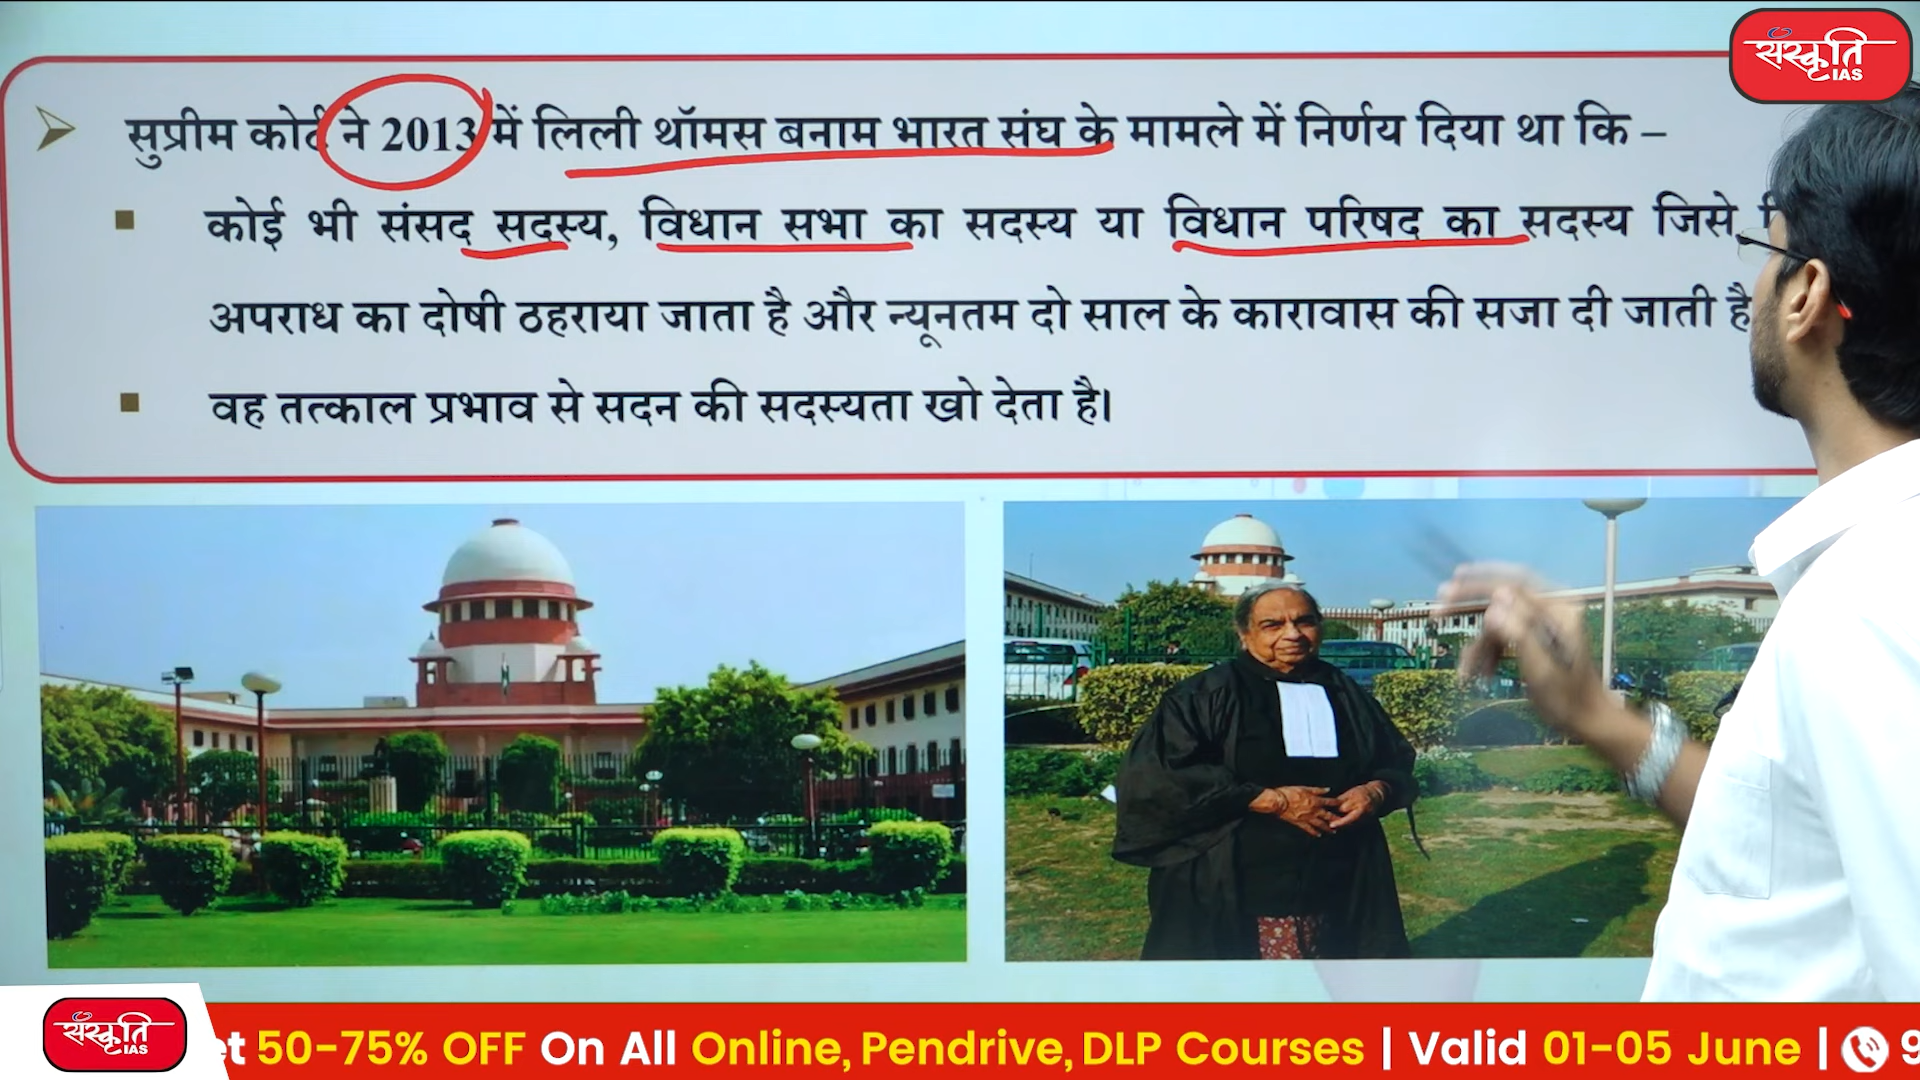 संस्कृति
IAS
सुप्रीम कोर्ट ने 2013 में लिली थॉमस बनाम भारत संघ के मामले में निर्णय दिया था कि –
कोई भी संसद सदस्य, विधान सभा का सदस्य या विधान परिषद का सदस्य जिसे
अपराध का दोषी ठहराया जाता है और न्यूनतम दो साल के कारावास की सजा दी जाती है
वह तत्काल प्रभाव से सदन की सदस्यता खो देता है।
संस्कृति
IAS
et 50-75% OFF On All Online, Pendrive, DLP Courses | Valid 01-05 June | 9